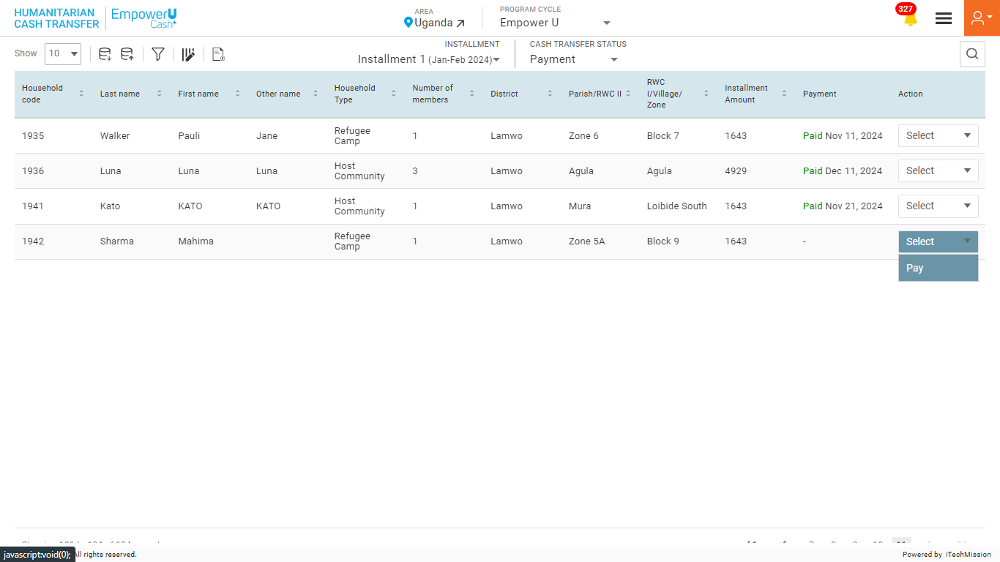 HUMANITARIAN
CASH TRANSFER
EmpowerU
Cash+
AREA
Uganda
PROGRAM CYCLE
Empower U
327
Show 10
INSTALLMENT
Installment 1 (Jan-Feb 2024)
CASH TRANSFER STATUS
Payment
Household code Last name First name Other name Household Type Number of members District Parish/RWC II RWC I/Village/ Zone Installment Amount Payment Action
1935 Walker Pauli Jane Refugee Camp 1 Lamwo Zone 6 Block 7 1643 Paid Nov 11, 2024 Select
1936 Luna Luna Luna Host Community 3 Lamwo Agula Agula 4929 Paid Dec 11, 2024 Select
1941 Kato KATO KATO Host Community 1 Lamwo Mura Loibide South 1643 Paid Nov 21, 2024 Select
1942 Sharma Mahima Refugee Camp 1 Lamwo Zone 5A Block 9 1643 - Select
Pay
javascript:void(0);
All rights reserved.
Powered by iTechMission